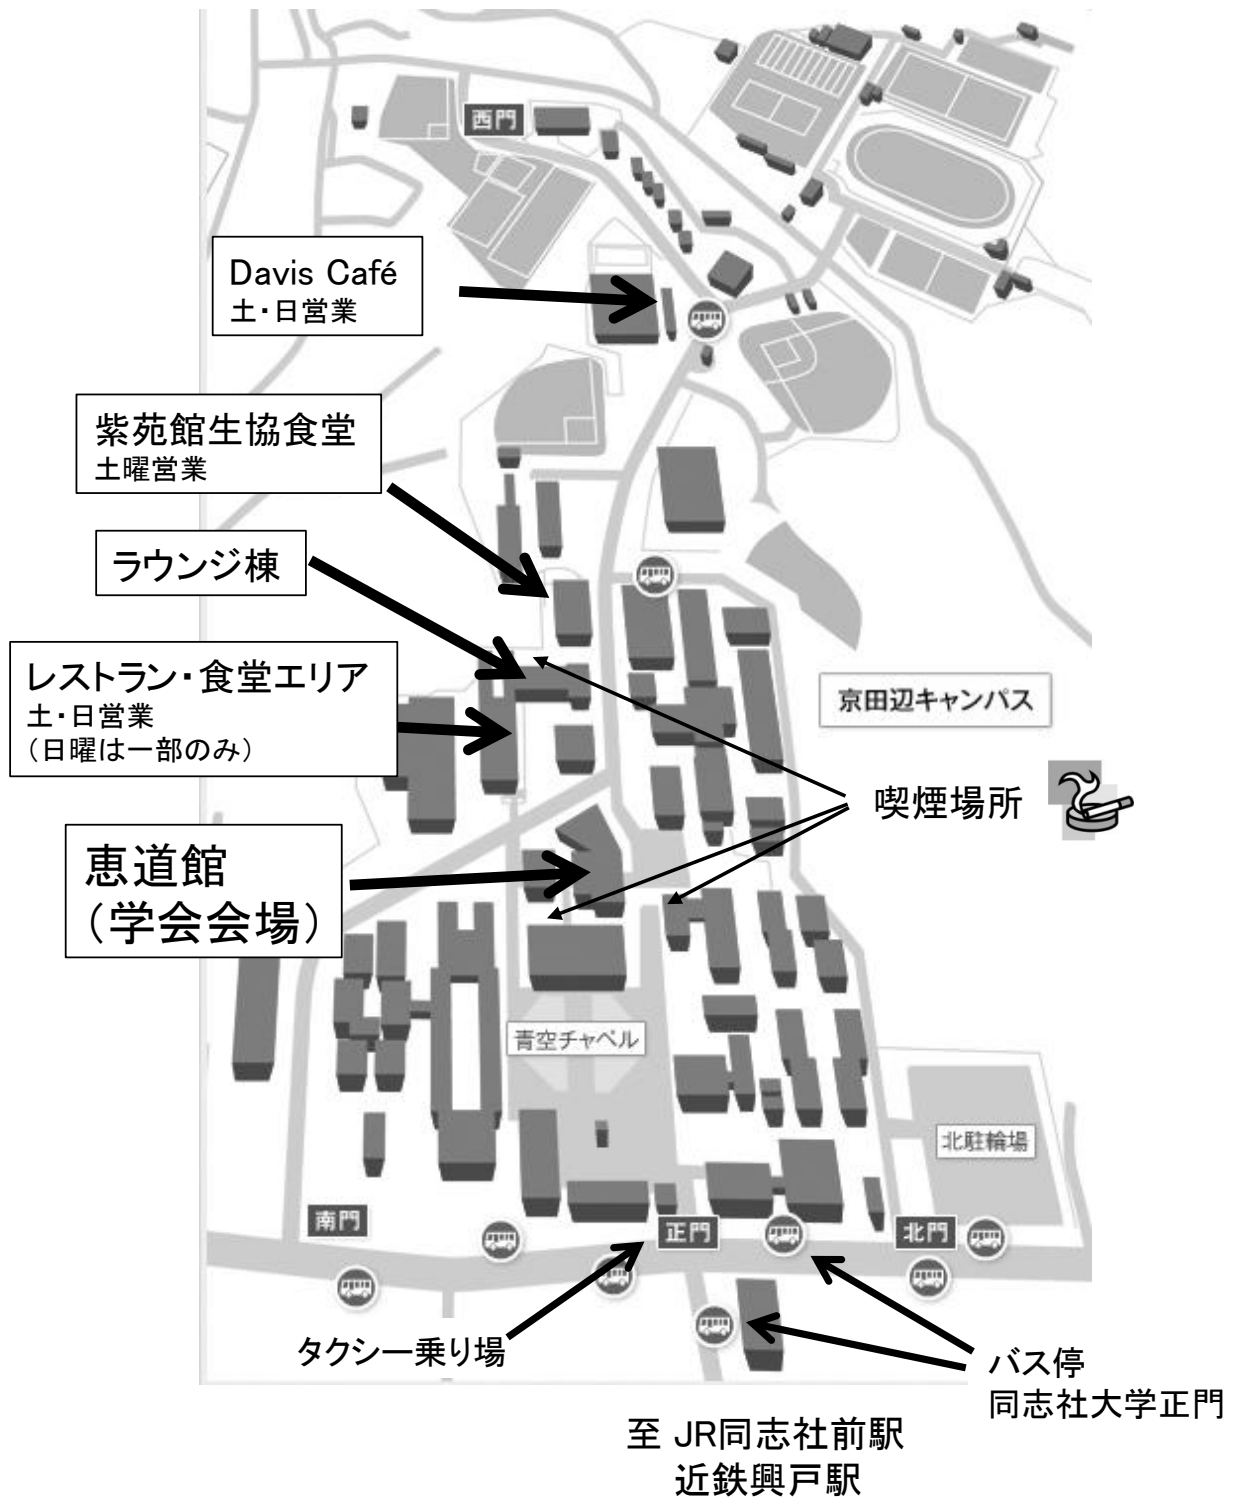 西門
Davis Café
土・日営業
紫苑館生協食堂
土曜営業
ラウンジ棟
レストラン・食堂エリア
土・日営業
(日曜は一部のみ)
京田辺キャンパス
喫煙場所
恵道館
(学会会場)
青空チャペル
北駐輪場
南門
正門
北門
タクシー乗り場
バス停
同志社大学正門
至 JR同志社前駅
近鉄興戸駅